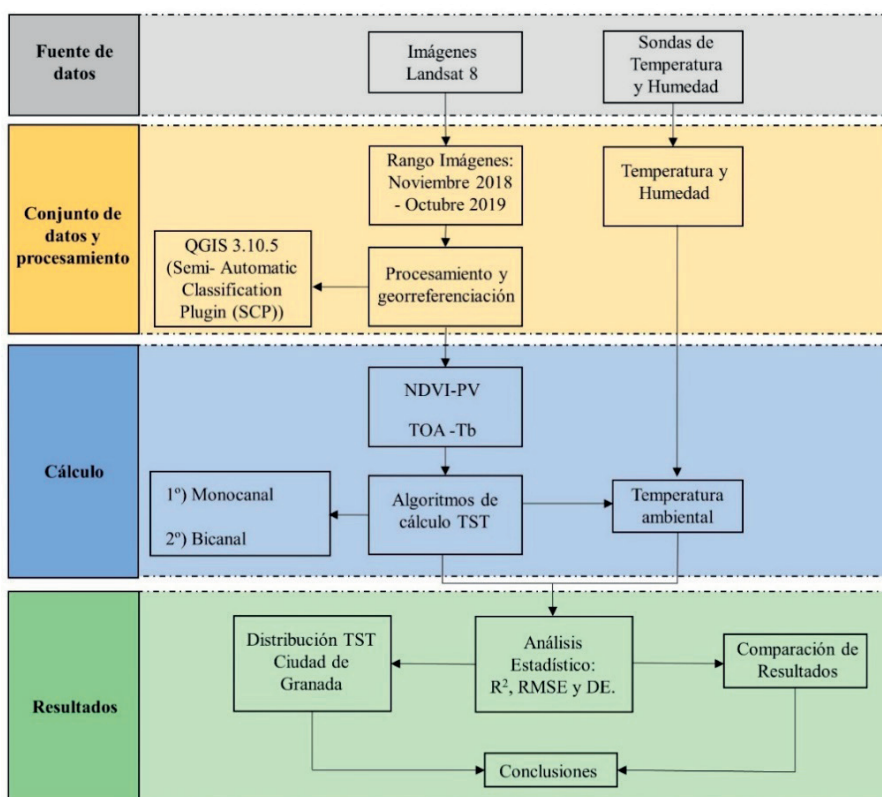 Fuente de
datos
Imágenes
Landsat 8
Sondas de
Temperatura
y Humedad
Conjunto de
datos y
procesamiento
Rango Imágenes:
Noviembre 2018
- Octubre 2019
Temperatura y
Humedad
QGIS 3.10.5
(Semi- Automatic
Classification
Plugin (SCP))
Procesamiento y
georreferenciación
Cálculo
NDVI-PV
TOA -Tb
1º) Monocanal
2º) Bicanal
Algoritmos de
cálculo TST
Temperatura
ambiental
Resultados
Distribución TST
Ciudad de
Granada
Análisis
Estadístico:
R², RMSE y DE.
Comparación de
Resultados
Conclusiones